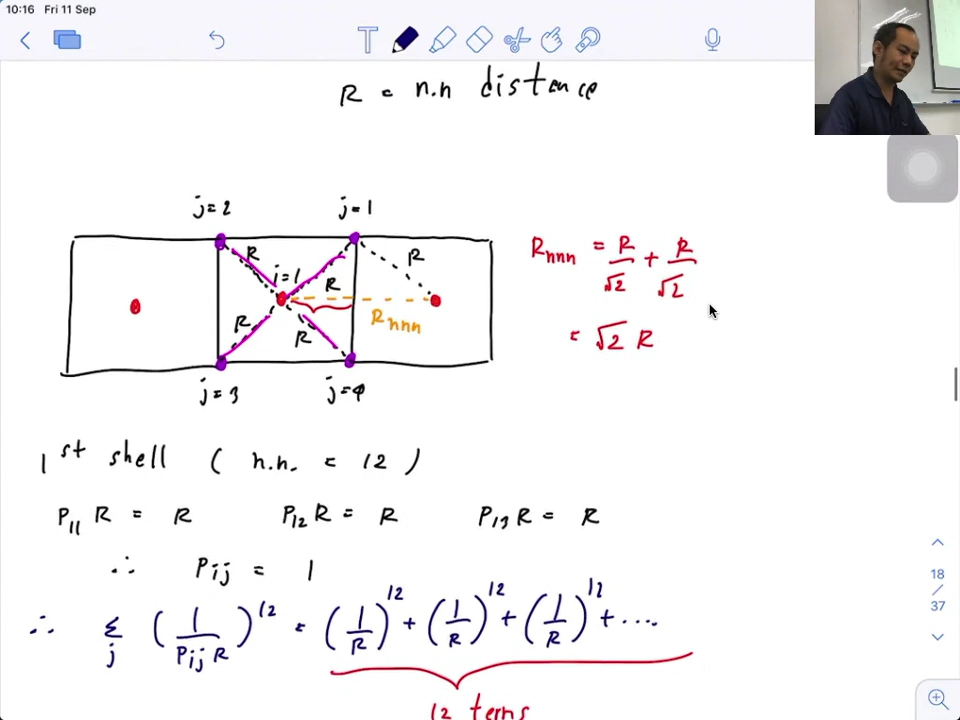 10:16 Fri 11 Sep
R = n.n distance
j=2
j=1
R
i=1
R
R
R
R
Rnnn
j=3
j=4
Rnnn = R/√2 + R/√2
= √2 R
1st shell ( n.n. = 12 )
P11 R = R P12 R = R P13 R = R
∴ Pij = 1
∴ Σj (1/Pij R)^12 = (1/R)^12 + (1/R)^12 + (1/R)^12 + ....
12 terms
18
/
37